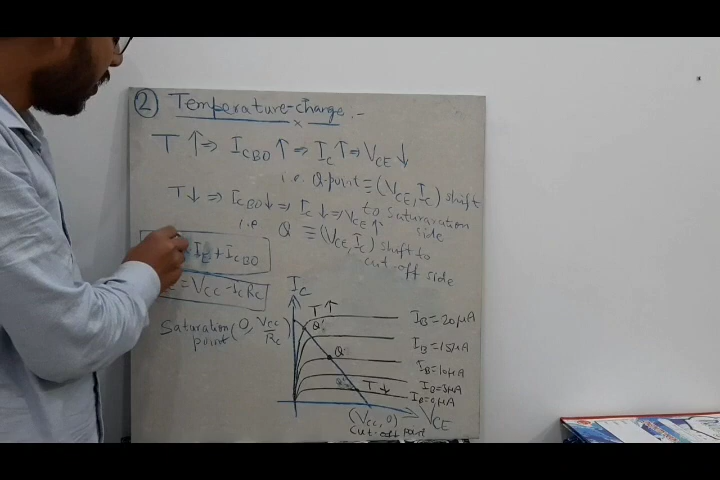 ② Temperature-change :-
T↑ ⇒ ICBO↑ ⇒ IC↑ ⇒ VCE↓
i.e. Q-point ≡ (VCE, IC) shift
to Saturation side
T↓ ⇒ ICBO↓ ⇒ IC↓ ⇒ VCE↑
i.e Q ≡ (VCE, IC) shift to
cut-off side
IE + ICBO
= VCC - ICRC
Saturation point (0, VCC/RC)
IC
T↑
Q'
Q
T↓
IB = 20μA
IB = 15μA
IB = 10μA
IB = 5μA
IB = 0μA
VCE
(VCC, 0)
Cut-off point